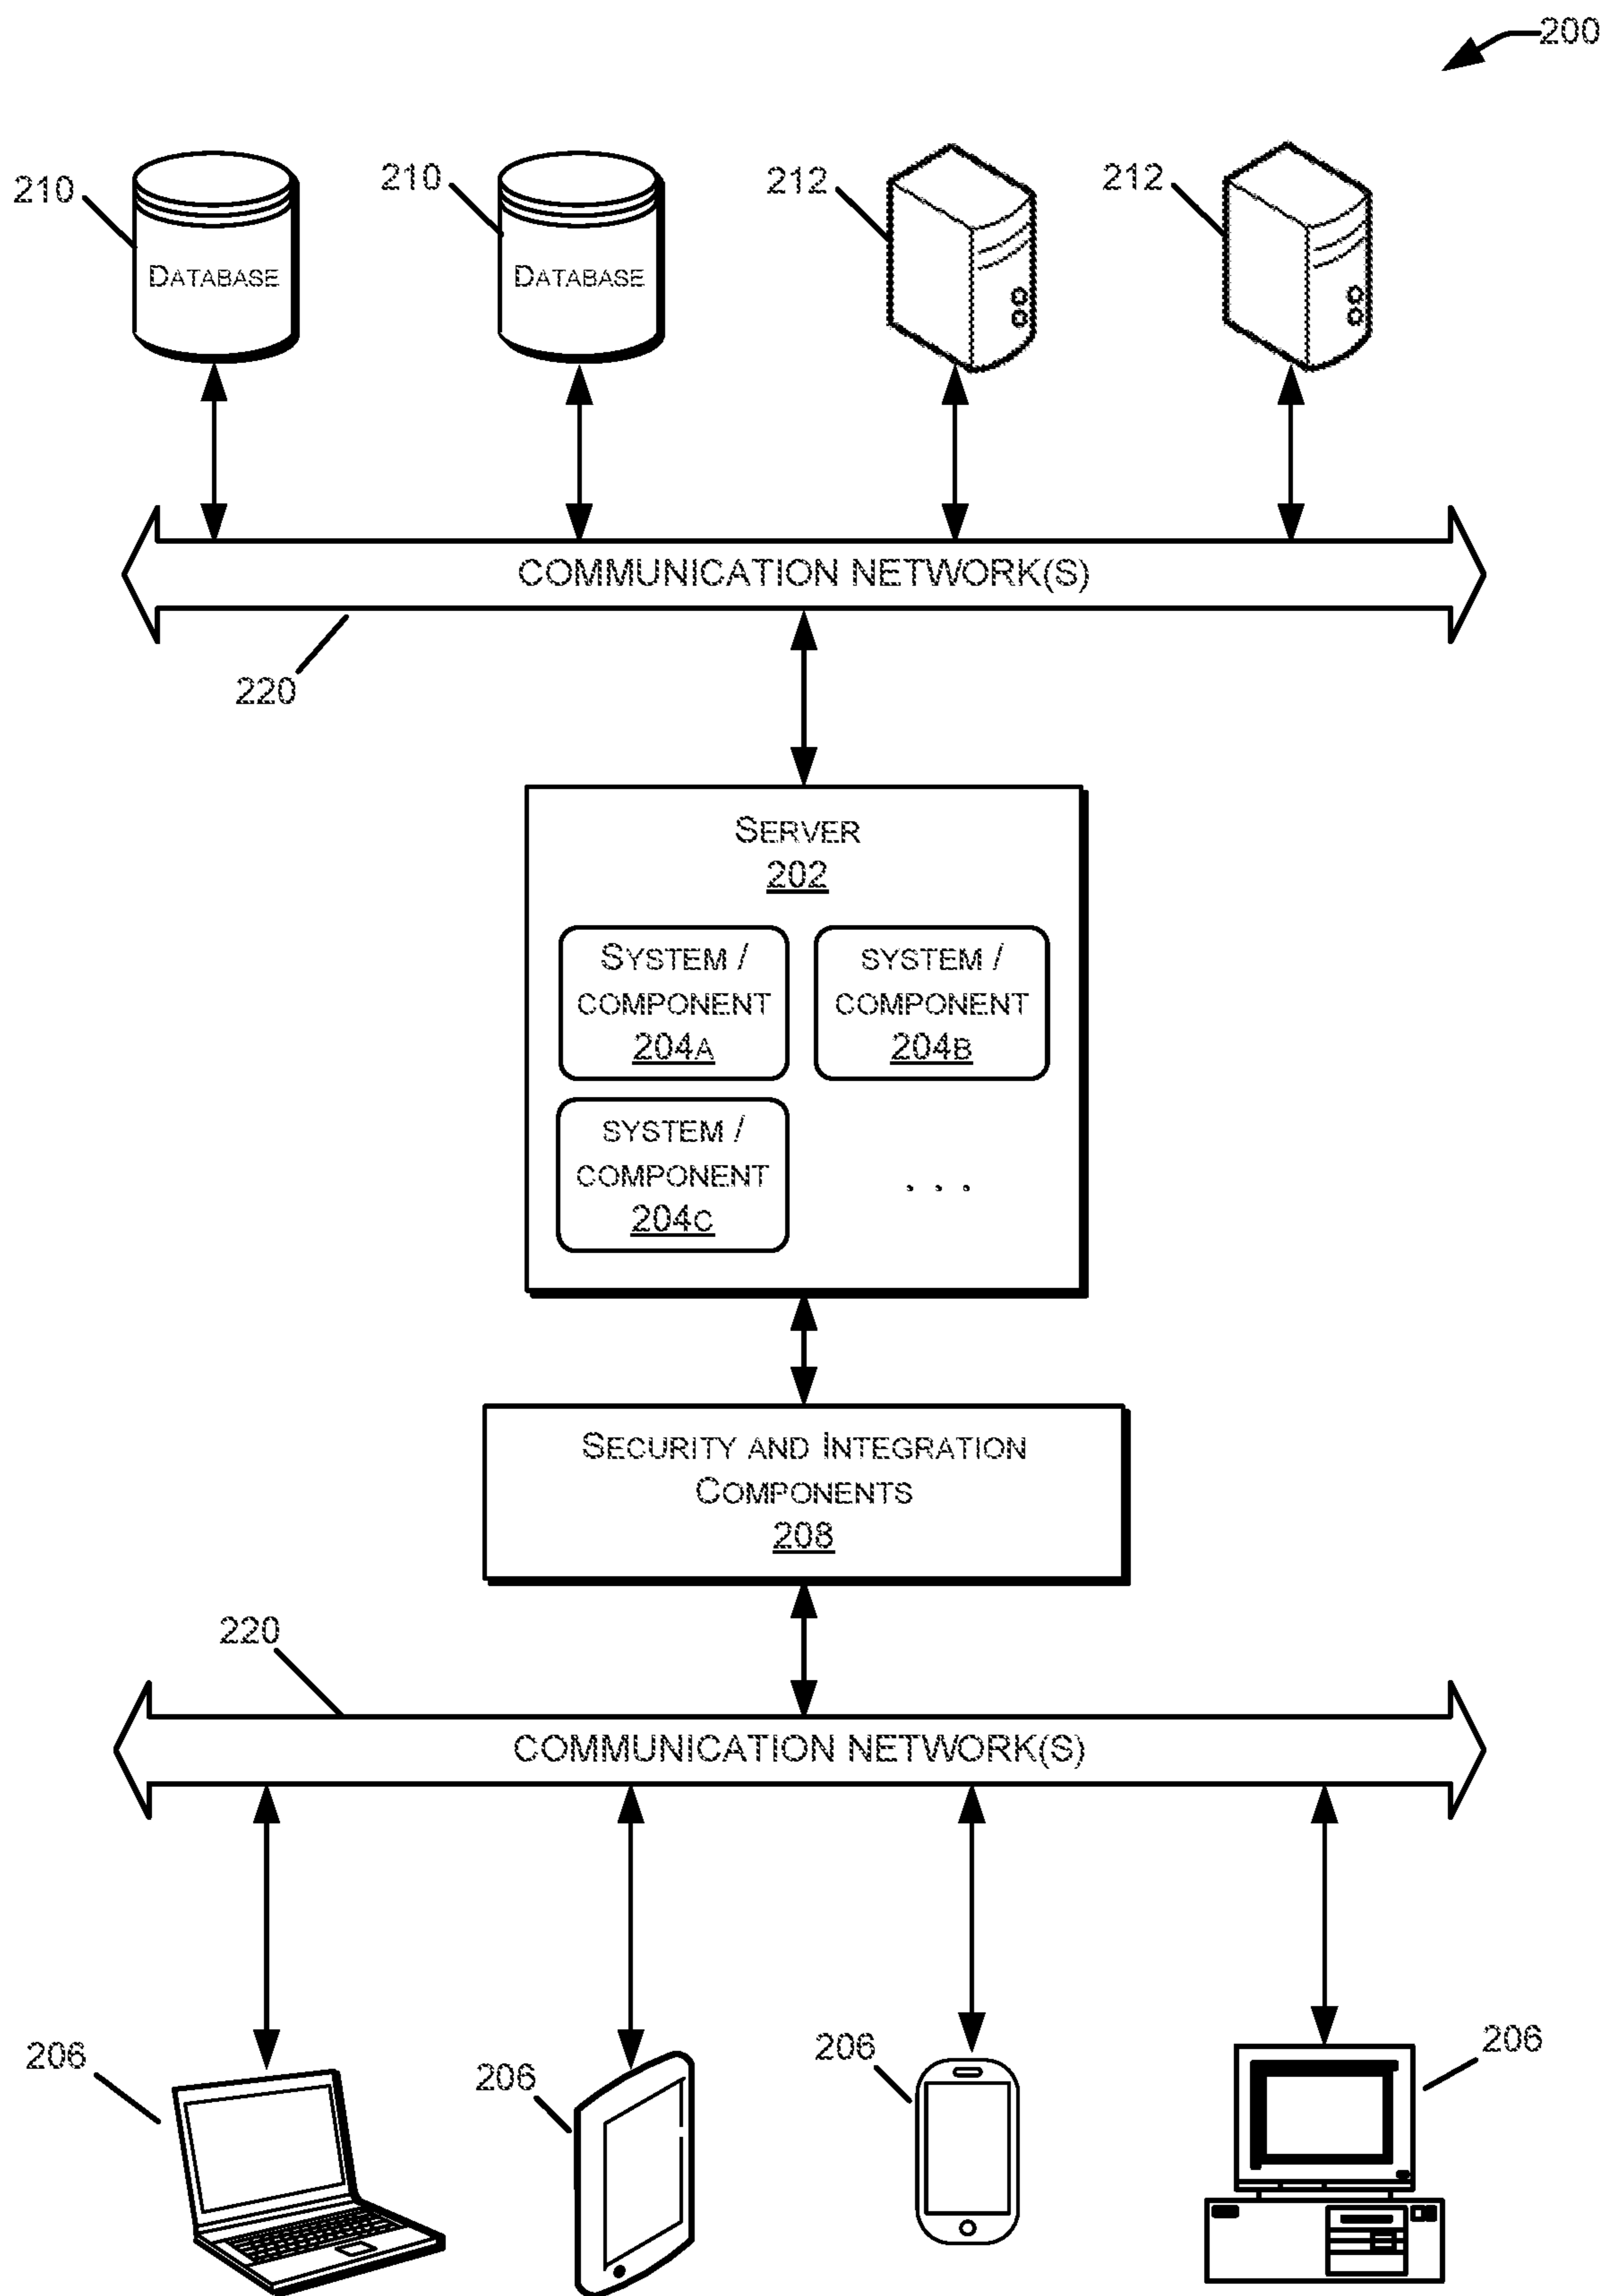 200
210
210
212
212
DATABASE
DATABASE
COMMUNICATION NETWORK(S)
220
SERVER
202
SYSTEM /
COMPONENT
204A
SYSTEM /
COMPONENT
204B
SYSTEM /
COMPONENT
204C
. . .
SECURITY AND INTEGRATION
COMPONENTS
208
220
COMMUNICATION NETWORK(S)
206
206
206
206